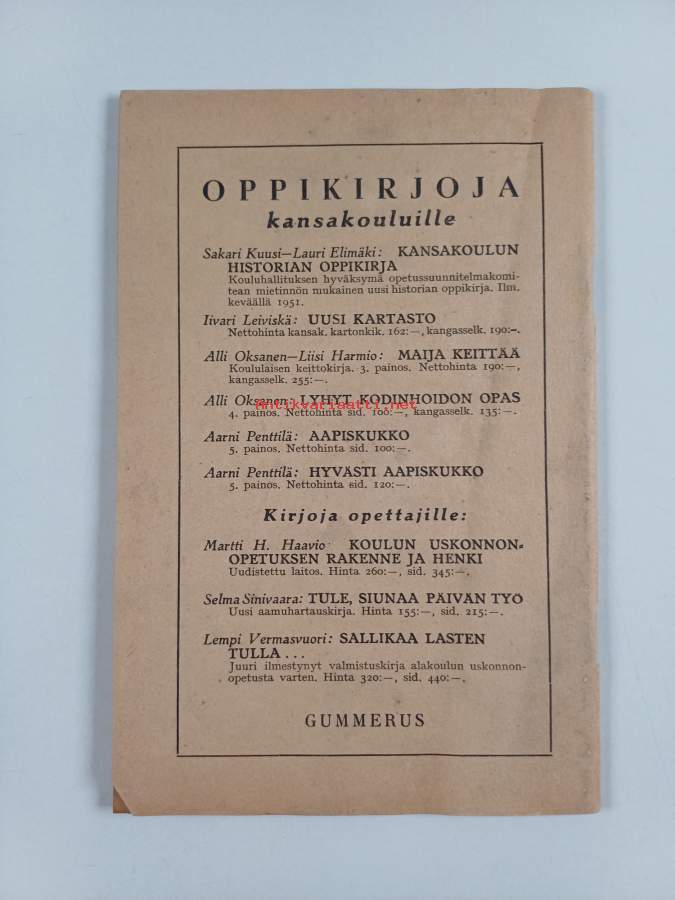 OPPIKIRJOJA
kansakouluille
Sakari Kuusi—Lauri Elimäki: KANSAKOULUN
HISTORIAN OPPIKIRJA
Kouluhallituksen hyväksymä opetussuunnitelmakomi-
tean mietinnön mukainen uusi historian oppikirja. Ilm.
keväällä 1951.
Iivari Leiviskä: UUSI KARTASTO
Nettohinta kansak. kartonkik. 162:—, kangasselk. 190:-.
Alli Oksanen—Liisi Harmio: MAIJA KEITTÄÄ
Koululaisen keittokirja. 3. painos. Nettohinta 190:—,
kangasselk. 255:—.
Alli Oksanen: LYHYT KODINHOIDON OPAS
antikvariaatti.net
4. painos. Nettohinta sid. 100:—, kangasselk. 135:—.
Aarni Penttilä: AAPISKUKKO
5. painos. Nettohinta sid. 100:—.
Aarni Penttilä: HYVÄSTI AAPISKUKKO
5. painos. Nettohinta sid. 120:—.
Kirjoja opettajille:
Martti H. Haavio: KOULUN USKONNON-
OPETUKSEN RAKENNE JA HENKI
Uudistettu laitos. Hinta 260:—, sid. 345:—.
Selma Sinivaara: TULE, SIUNAA PÄIVÄN TYÖ
Uusi aamuhartauskirja. Hinta 155:—, sid. 215:—.
Lempi Vermasvuori: SALLIKAA LASTEN
TULLA . . .
Juuri ilmestynyt valmistuskirja alakoulun uskonnon-
opetusta varten. Hinta 320:—, sid. 440:—.
GUMMERUS